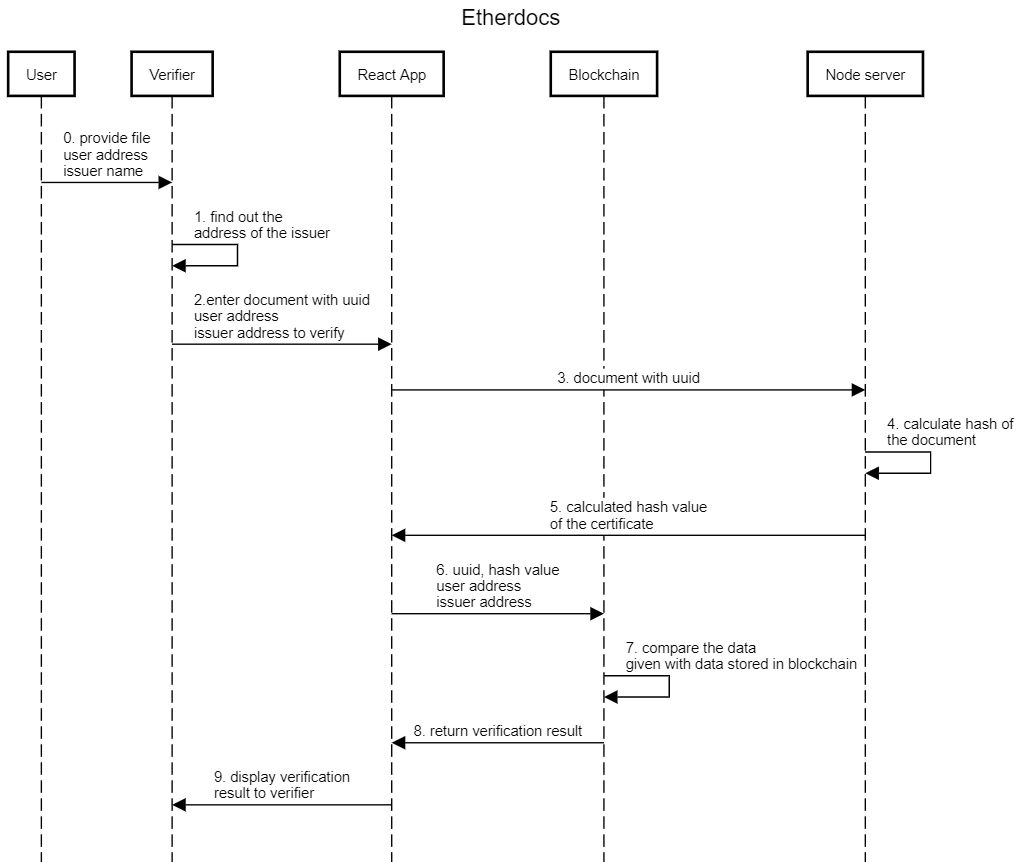 Etherdocs
User
Verifier
React App
Blockchain
Node server
0. provide file
user address
issuer name
1. find out the
address of the issuer
2.enter document with uuid
user address
issuer address to verify
3. document with uuid
4. calculate hash of
the document
5. calculated hash value
of the certificate
6. uuid, hash value
user address
issuer address
7. compare the data
given with data stored in blockchain
8. return verification result
9. display verification
result to verifier